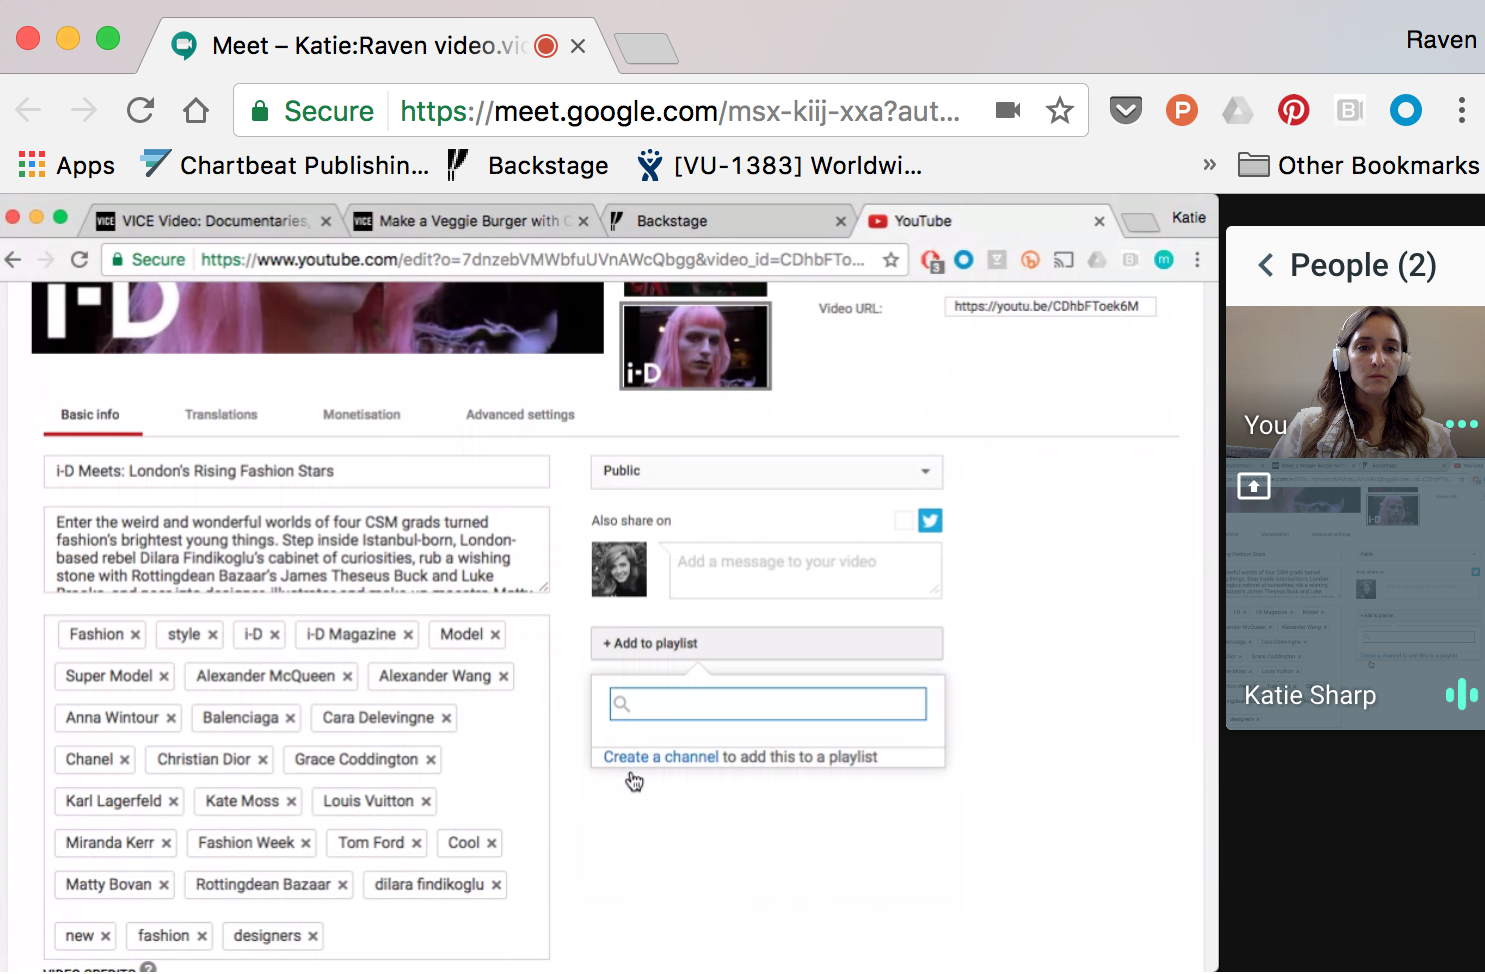 Meet – Katie:Raven video.vic
Raven
Secure https://meet.google.com/msx-kiij-xxa?aut...
Apps Chartbeat Publishin... Backstage [VU-1383] Worldwi... » Other Bookmarks
VICE VICE Video: Documentaries, VICE Make a Veggie Burger with Backstage YouTube Katie
Secure https://www.youtube.com/edit?o=7dnzebVMWbfuUVnAWcQbgg&video_id=CDhbFTo...
People (2)
i-D
Video URL: https://youtu.be/CDhbFToek6M
i-D
You
Basic info Translations Monetisation Advanced settings
i-D Meets: London's Rising Fashion Stars
Public
Enter the weird and wonderful worlds of four CSM grads turned
fashion's brightest young things. Step inside Istanbul-born, London-
based rebel Dilara Findikoglu's cabinet of curiosities, rub a wishing
stone with Rottingdean Bazaar's James Theseus Buck and Luke
Also share on
Add a message to your video
Fashion × style × i-D × i-D Magazine × Model ×
Super Model × Alexander McQueen × Alexander Wang ×
Anna Wintour × Balenciaga × Cara Delevingne ×
Chanel × Christian Dior × Grace Coddington ×
Karl Lagerfeld × Kate Moss × Louis Vuitton ×
Miranda Kerr × Fashion Week × Tom Ford × Cool ×
Matty Bovan × Rottingdean Bazaar × dilara findikoglu ×
new × fashion × designers ×
+ Add to playlist
Create a channel to add this to a playlist
Katie Sharp
VIDEO CREDITS ?